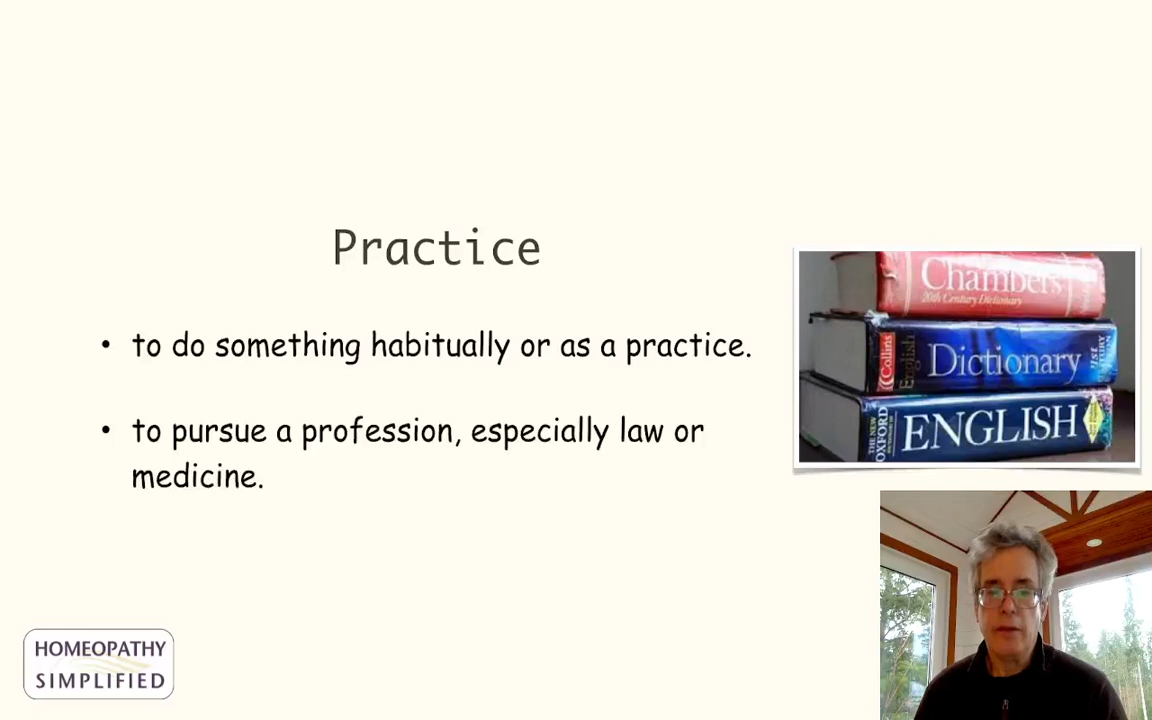 Practice
• to do something habitually or as a practice.
• to pursue a profession, especially law or
medicine.
Chambers
20th Century Dictionary
Collins
English
Dictionary
THE NEW
OXFORD
ENGLISH
HOMEOPATHY
SIMPLIFIED